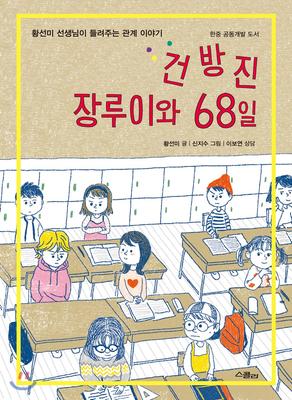 황선미 선생님이 들려주는 관계 이야기
한중 공동개발 도서
건방진
장루이와 68일
황선미 글 | 신지수 그림 | 이보연 상담
스콜라